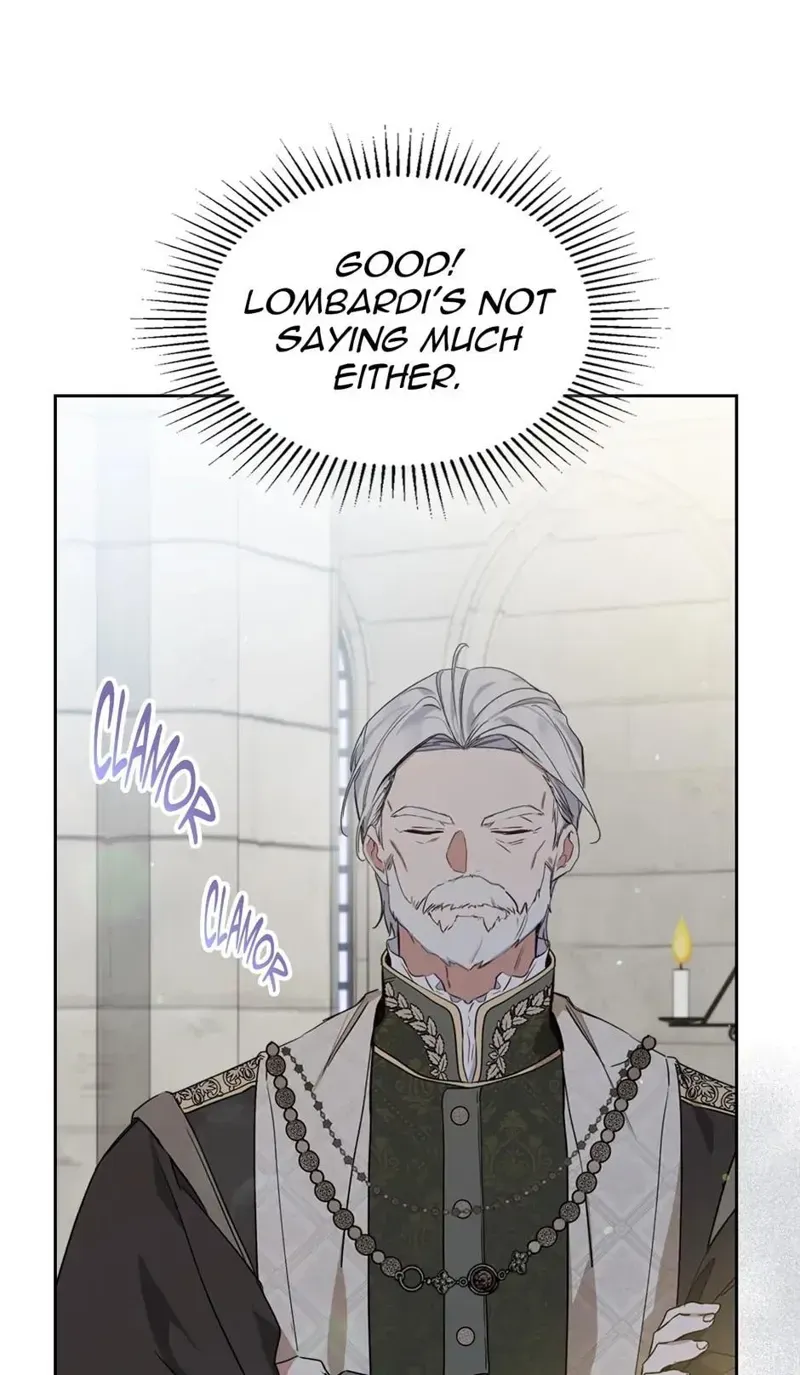 GOOD!
LOMBARDI'S NOT
SAYING MUCH
EITHER.
CLAMOR
CLAMOR